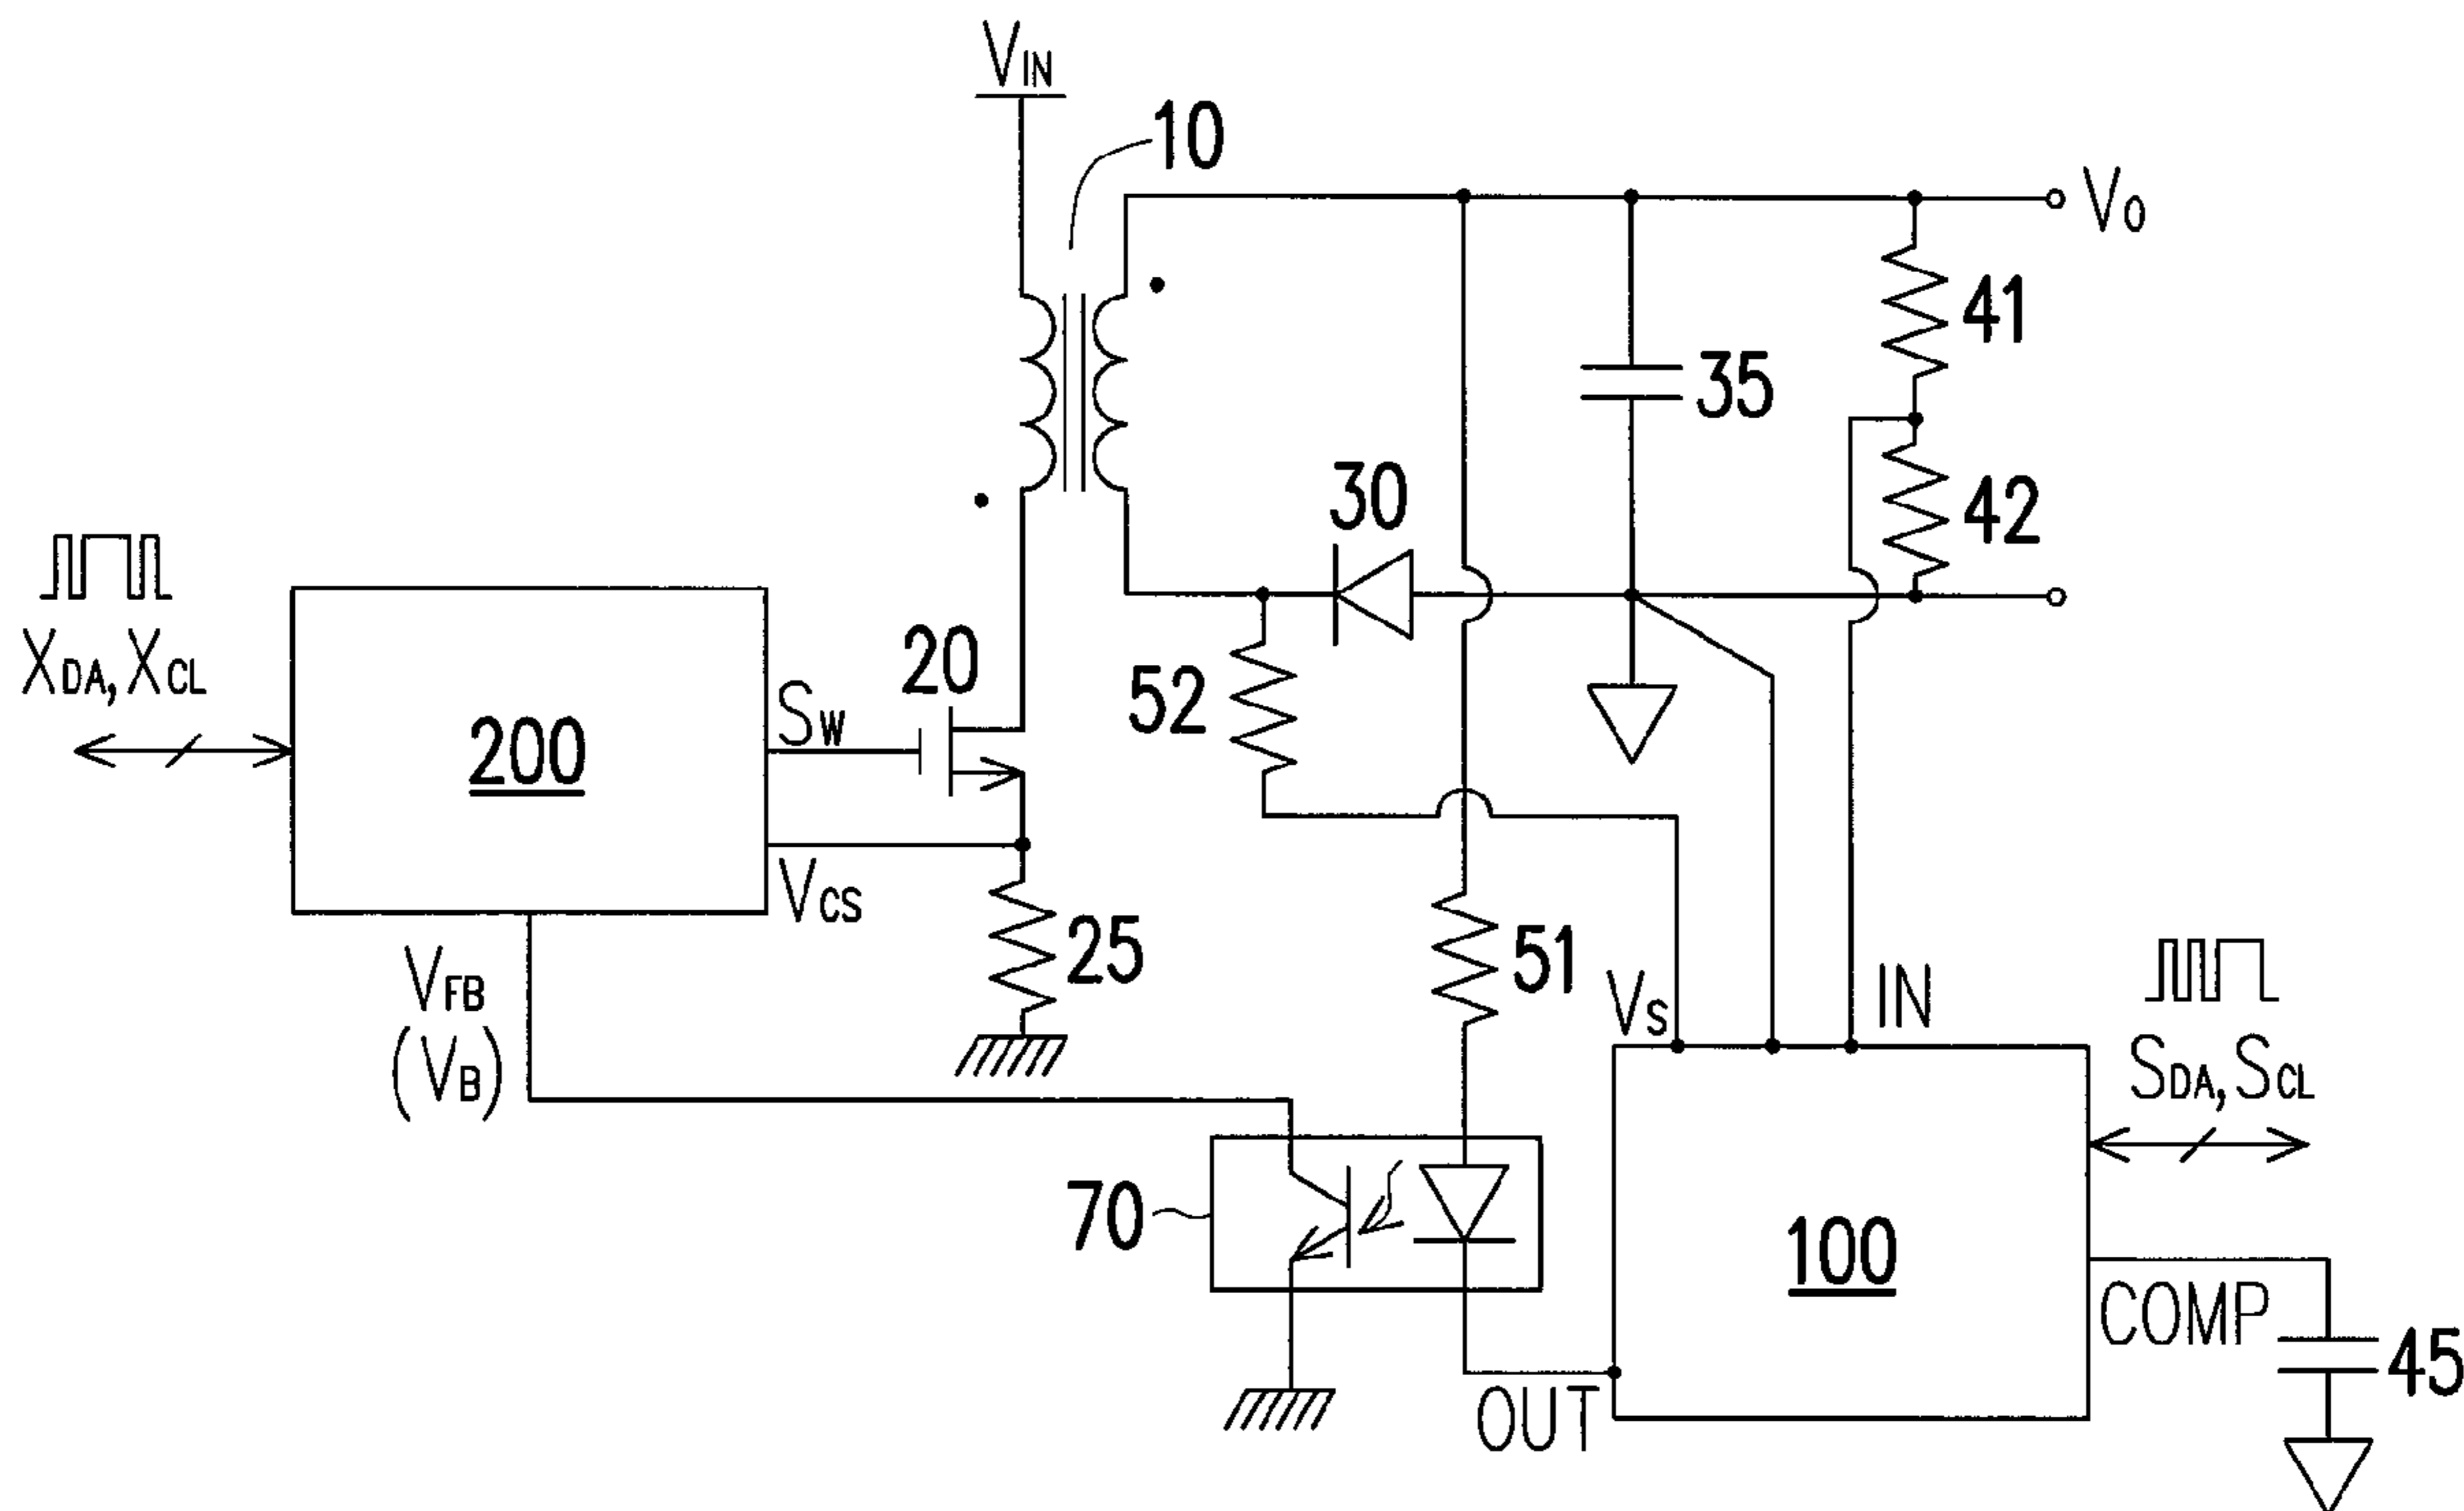 VIN
10
VO
41
35
30
42
XDA, XCL
20
SW
52
200
VCS
25
51
VFB
(VB)
VS
IN
SDA, SCL
70
100
COMP
45
OUT